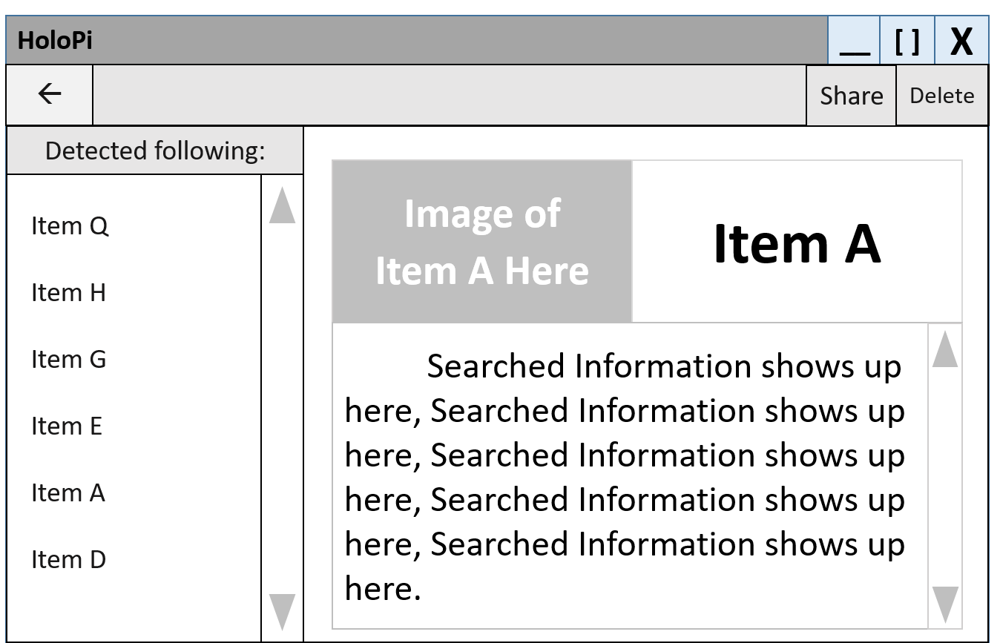 HoloPi
__ [ ] X
← Share Delete
Detected following:
Item Q
Item H
Item G
Item E
Item A
Item D
Image of
Item A Here
Item A
Searched Information shows up
here, Searched Information shows up
here, Searched Information shows up
here, Searched Information shows up
here, Searched Information shows up
here.